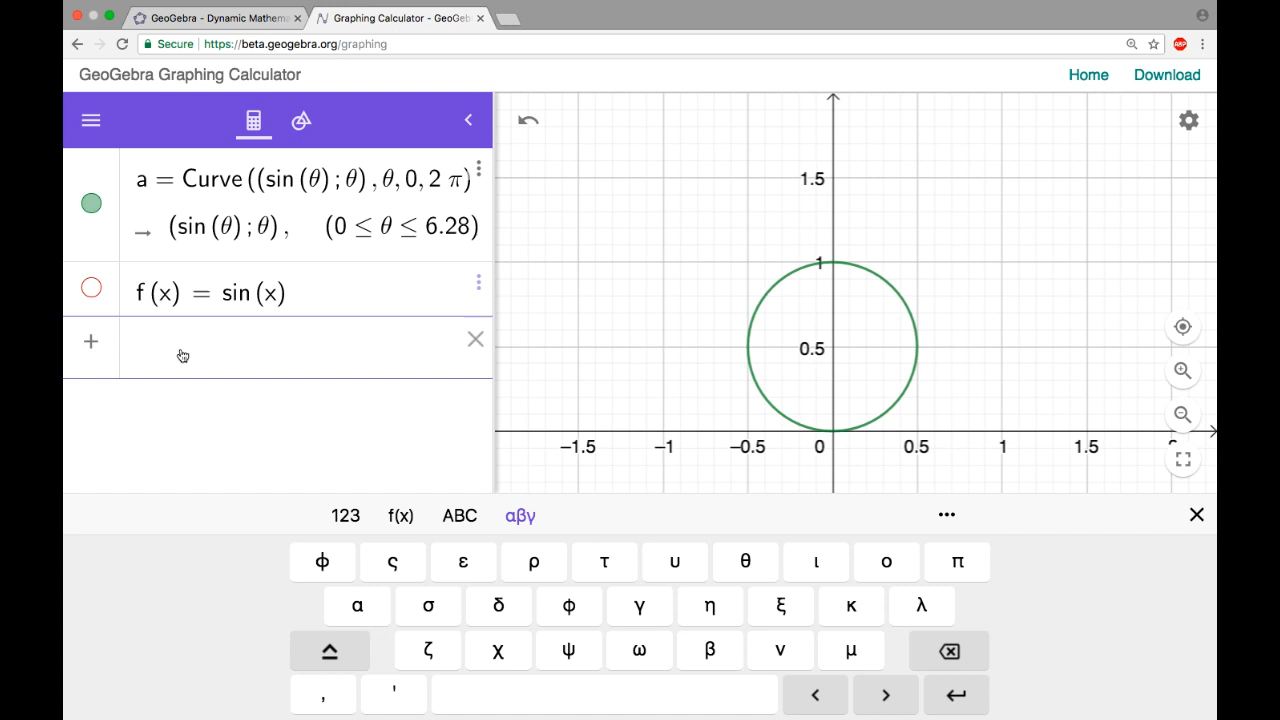 GeoGebra - Dynamic Mathema
Graphing Calculator - GeoGeb
Secure
https://beta.geogebra.org/graphing
ABP
GeoGebra Graphing Calculator
Home
Download
a = Curve((sin(θ);θ),θ,0,2 π)
→ (sin(θ);θ), (0 ≤ θ ≤ 6.28)
f(x) = sin(x)
+
1.5
1
0.5
−1.5 −1 −0.5 0 0.5 1 1.5
123 f(x) ABC αβγ
ϕ ς ε ρ τ υ θ ι ο π
α σ δ φ γ η ξ κ λ
ζ χ ψ ω β ν μ
, ' < >